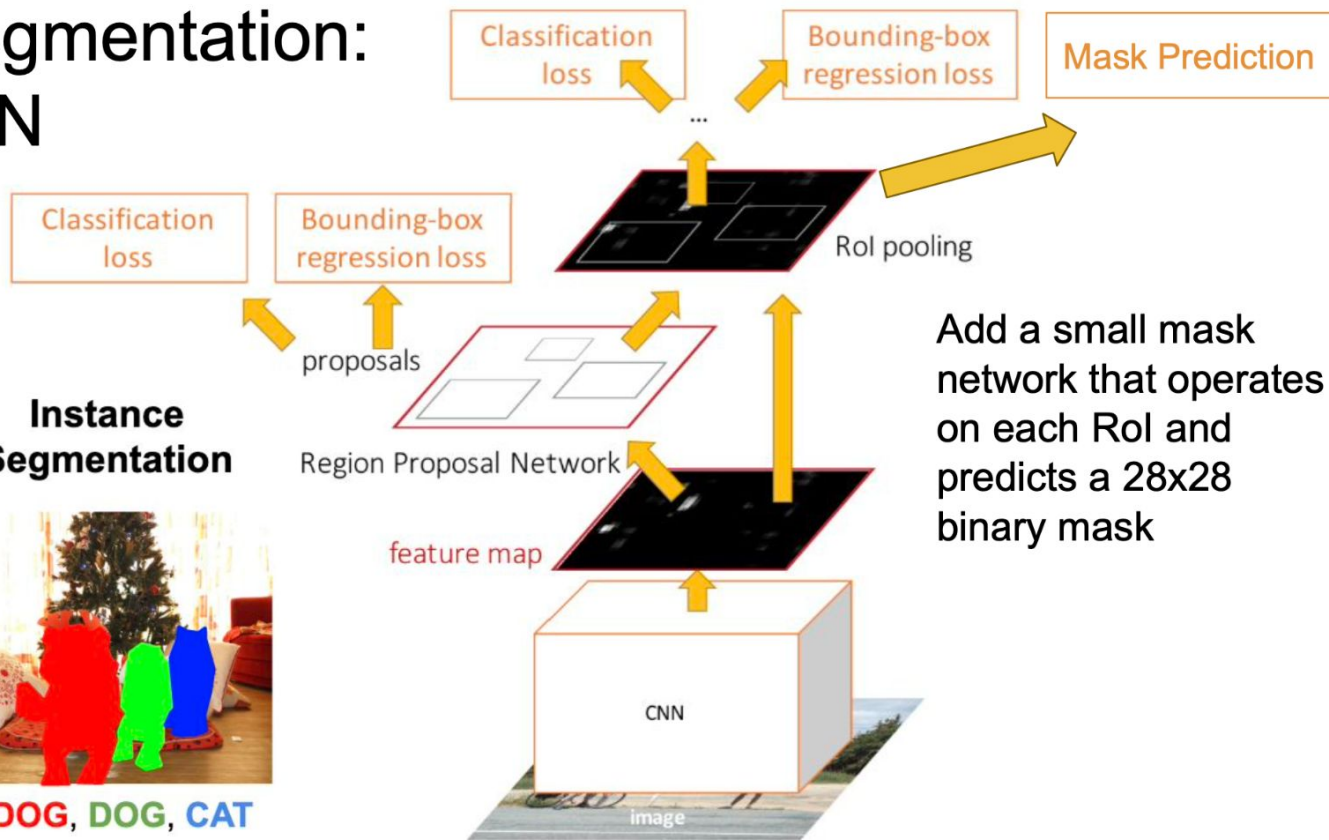 gmentation:
N
Classification
loss
Bounding-box
regression loss
Mask Prediction
...
Classification
loss
Bounding-box
regression loss
RoI pooling
proposals
Add a small mask
network that operates
on each RoI and
predicts a 28x28
binary mask
Instance
Segmentation
Region Proposal Network
feature map
CNN
image
DOG, DOG, CAT